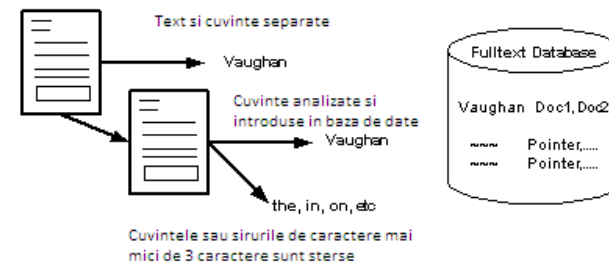 Text si cuvinte separate
Vaughan
Cuvinte analizate si
introduse in baza de date
Vaughan
the, in, on, etc
Cuvintele sau sirurile de caractere mai
mici de 3 caractere sunt sterse
Fulltext Database
Vaughan Doc1, Doc2
Pointer,.....
Pointer,.....